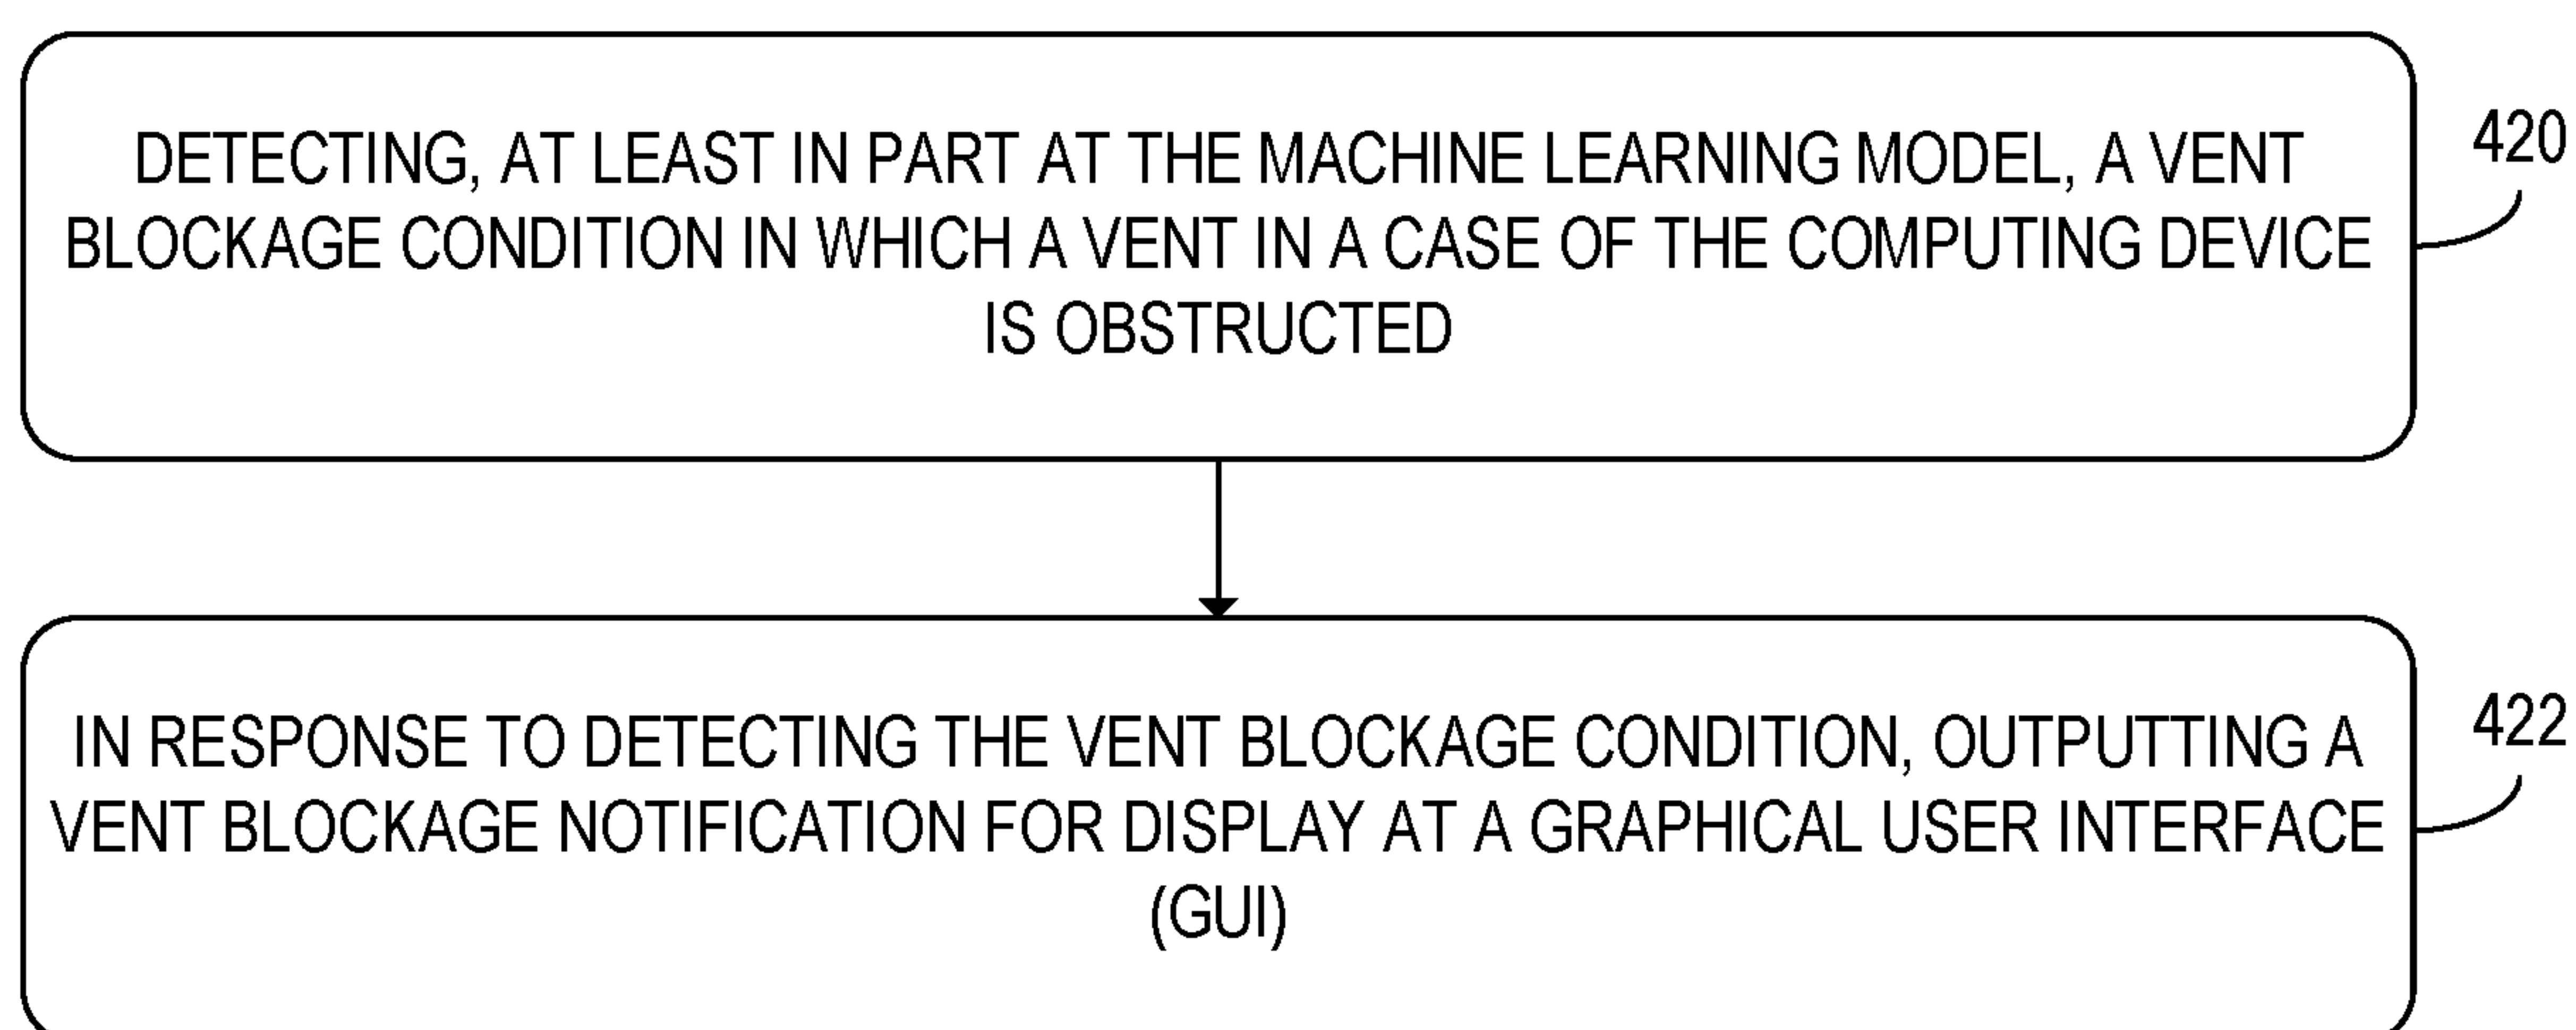 DETECTING, AT LEAST IN PART AT THE MACHINE LEARNING MODEL, A VENT
BLOCKAGE CONDITION IN WHICH A VENT IN A CASE OF THE COMPUTING DEVICE
IS OBSTRUCTED
420
IN RESPONSE TO DETECTING THE VENT BLOCKAGE CONDITION, OUTPUTTING A
VENT BLOCKAGE NOTIFICATION FOR DISPLAY AT A GRAPHICAL USER INTERFACE
(GUI)
422